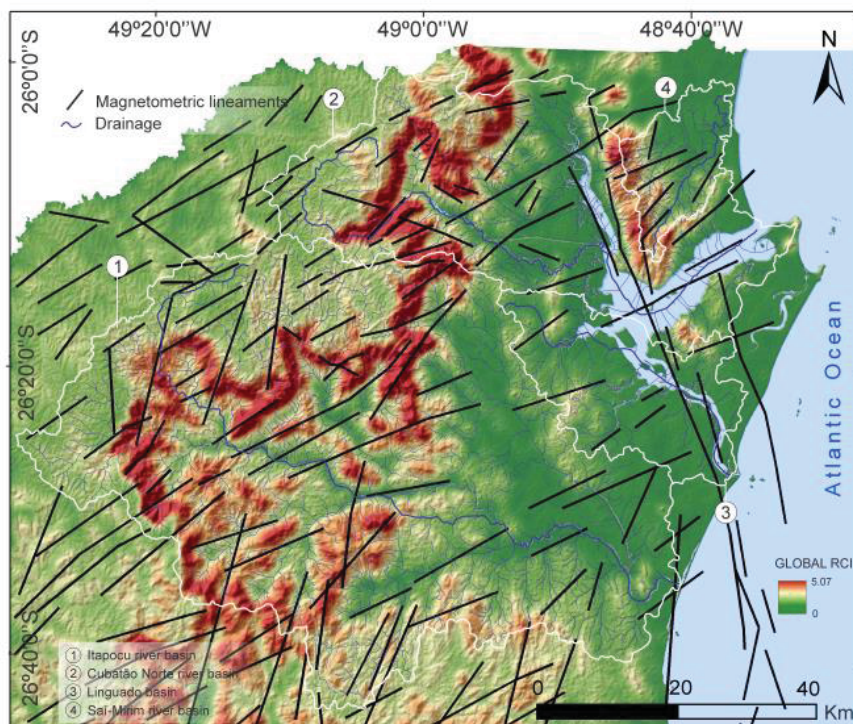 49°20'0"W 49°0'0"W 48°40'0"W
26°0'0"S
26°20'0"S
26°40'0"S
N
Magnetometric lineaments
Drainage
2
4
1
3
Atlantic Ocean
GLOBAL RCI
5.07
0
1 Itapocu river basin
2 Cubatão Norte river basin
3 Linguado basin
4 Saí-Mirim river basin
0 20 40
Km